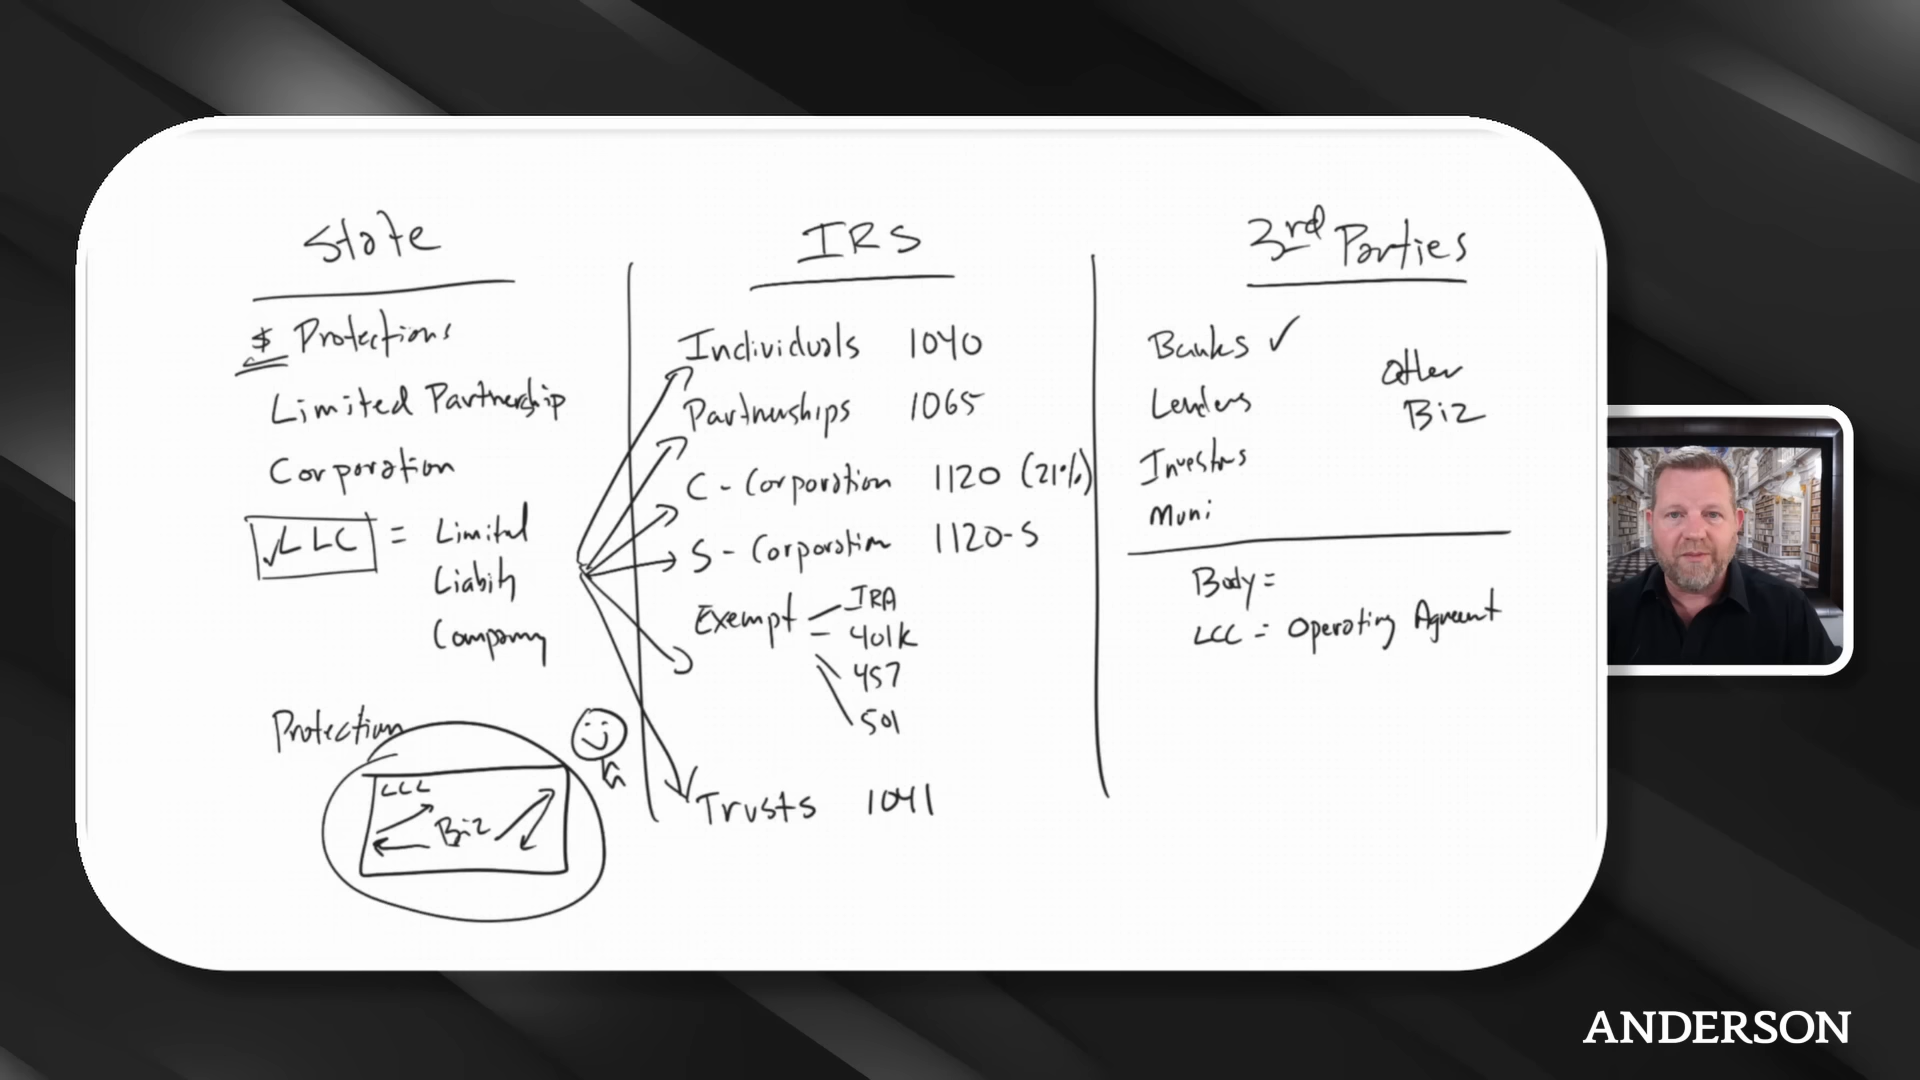 State
$ Protections
Limited Partnership
Corporation
✓LLC = Limited
Liability
Company
Protection
LLC
Biz
IRS
Individuals 1040
Partnerships 1065
C - Corporation 1120 (21%)
S - Corporation 1120-S
Exempt - IRA
- 401k
457
501
Trusts 1041
3rd Parties
Banks ✓
Lenders
Investors
Muni
Other
Biz
Body =
LLC = Operating Agreement
ANDERSON